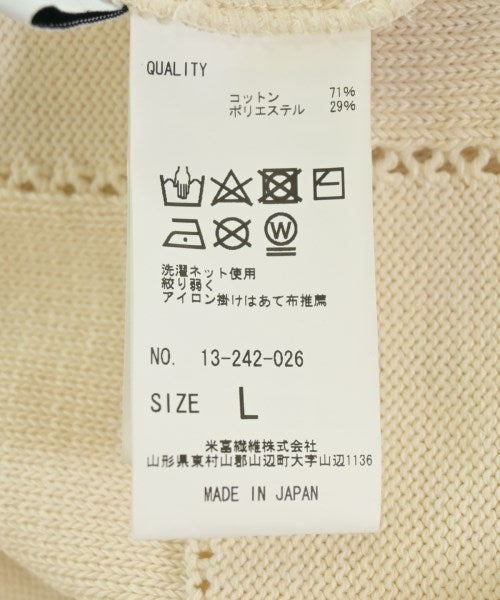 QUALITY
コットン 71%
ポリエステル 29%
W
洗濯ネット使用
絞り弱く
アイロン掛けはあて布推薦
NO. 13-242-026
SIZE L
米富繊維株式会社
山形県東村山郡山辺町大字山辺1136
MADE IN JAPAN